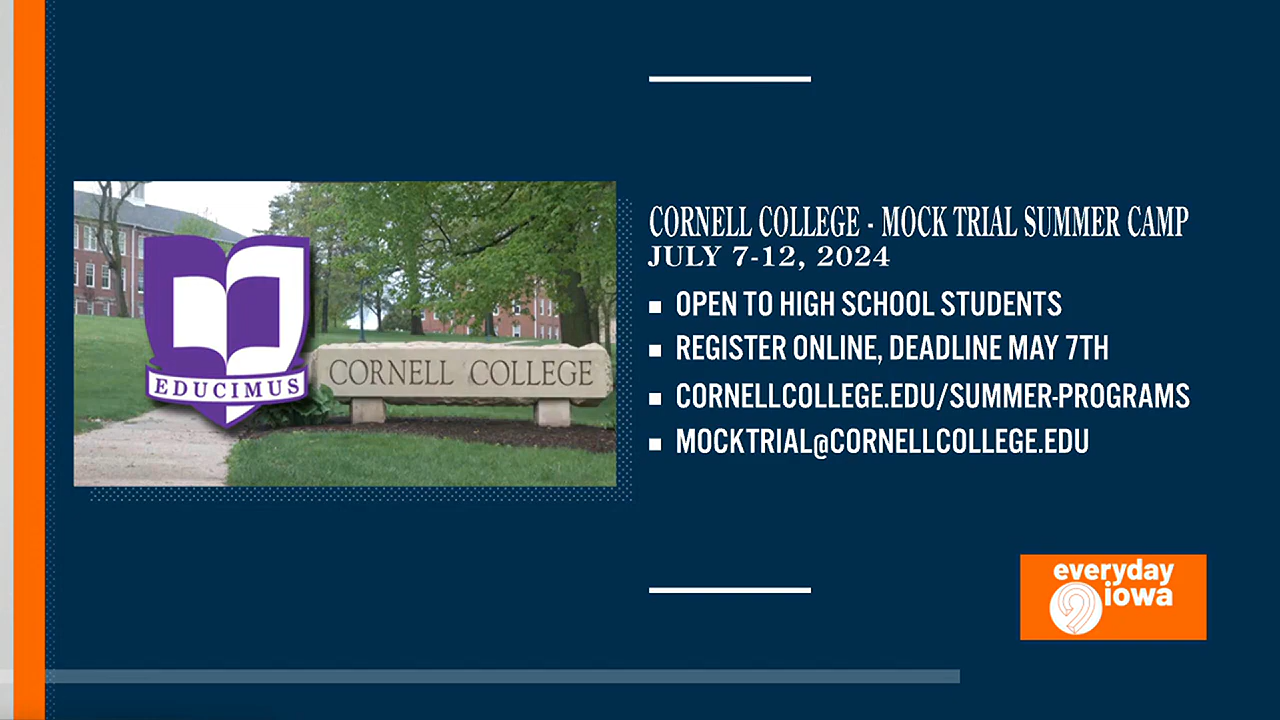 CORNELL COLLEGE - MOCK TRIAL SUMMER CAMP
JULY 7-12, 2024
OPEN TO HIGH SCHOOL STUDENTS
REGISTER ONLINE, DEADLINE MAY 7TH
CORNELLCOLLEGE.EDU/SUMMER-PROGRAMS
MOCKTRIAL@CORNELLCOLLEGE.EDU
EDUCIMUS
CORNELL COLLEGE
everyday
9 iowa